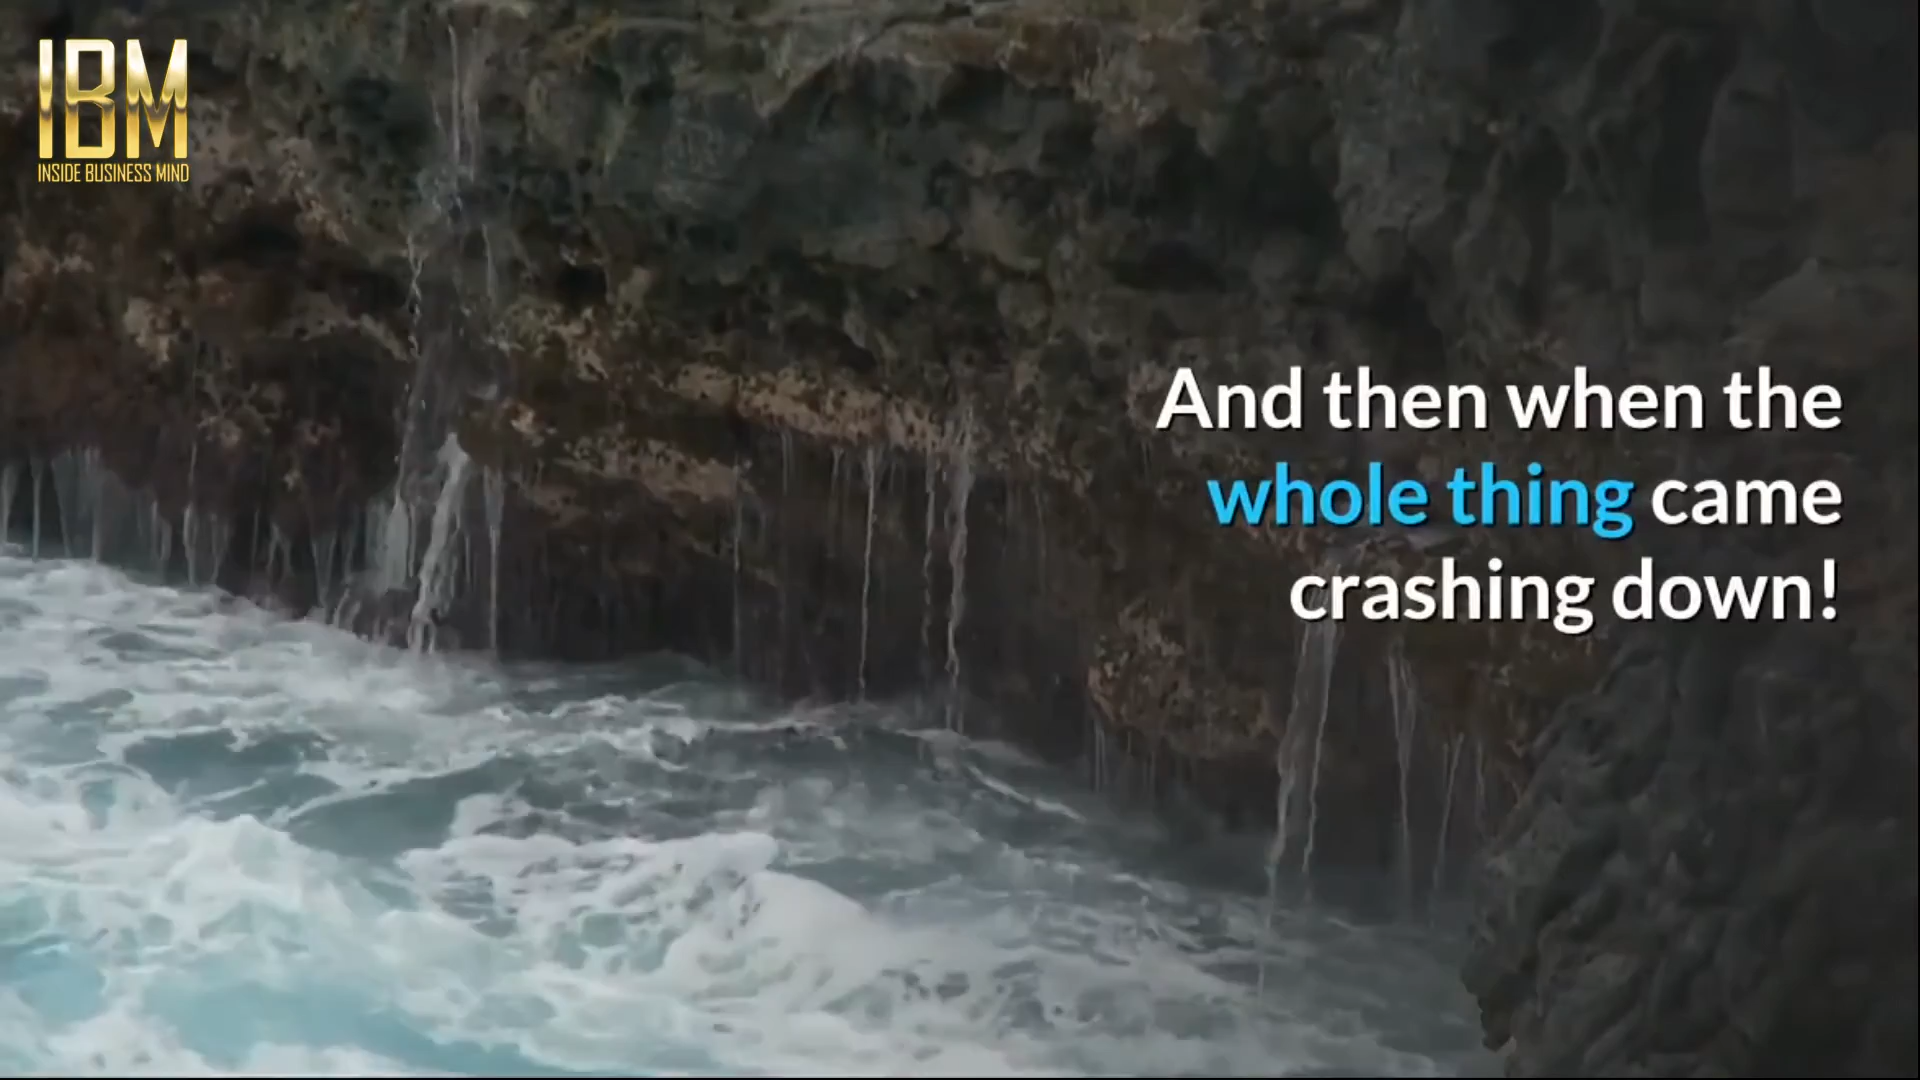 IBM
INSIDE BUSINESS MIND
And then when the
whole thing came
crashing down!